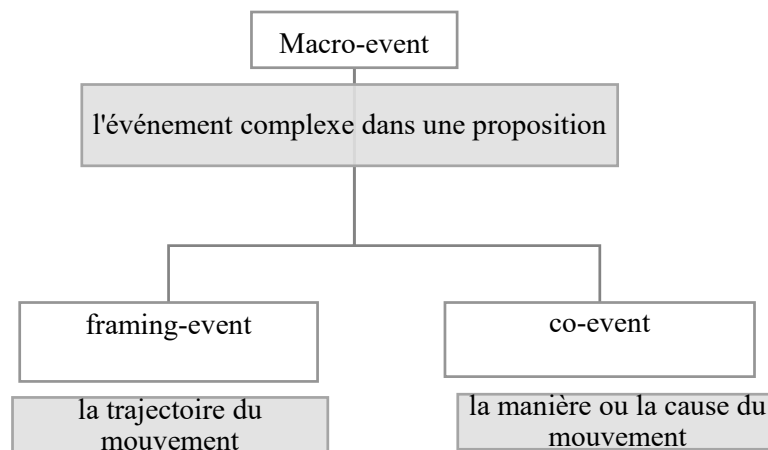 Macro-event
l'événement complexe dans une proposition
framing-event
co-event
la trajectoire du
mouvement
la manière ou la cause du
mouvement